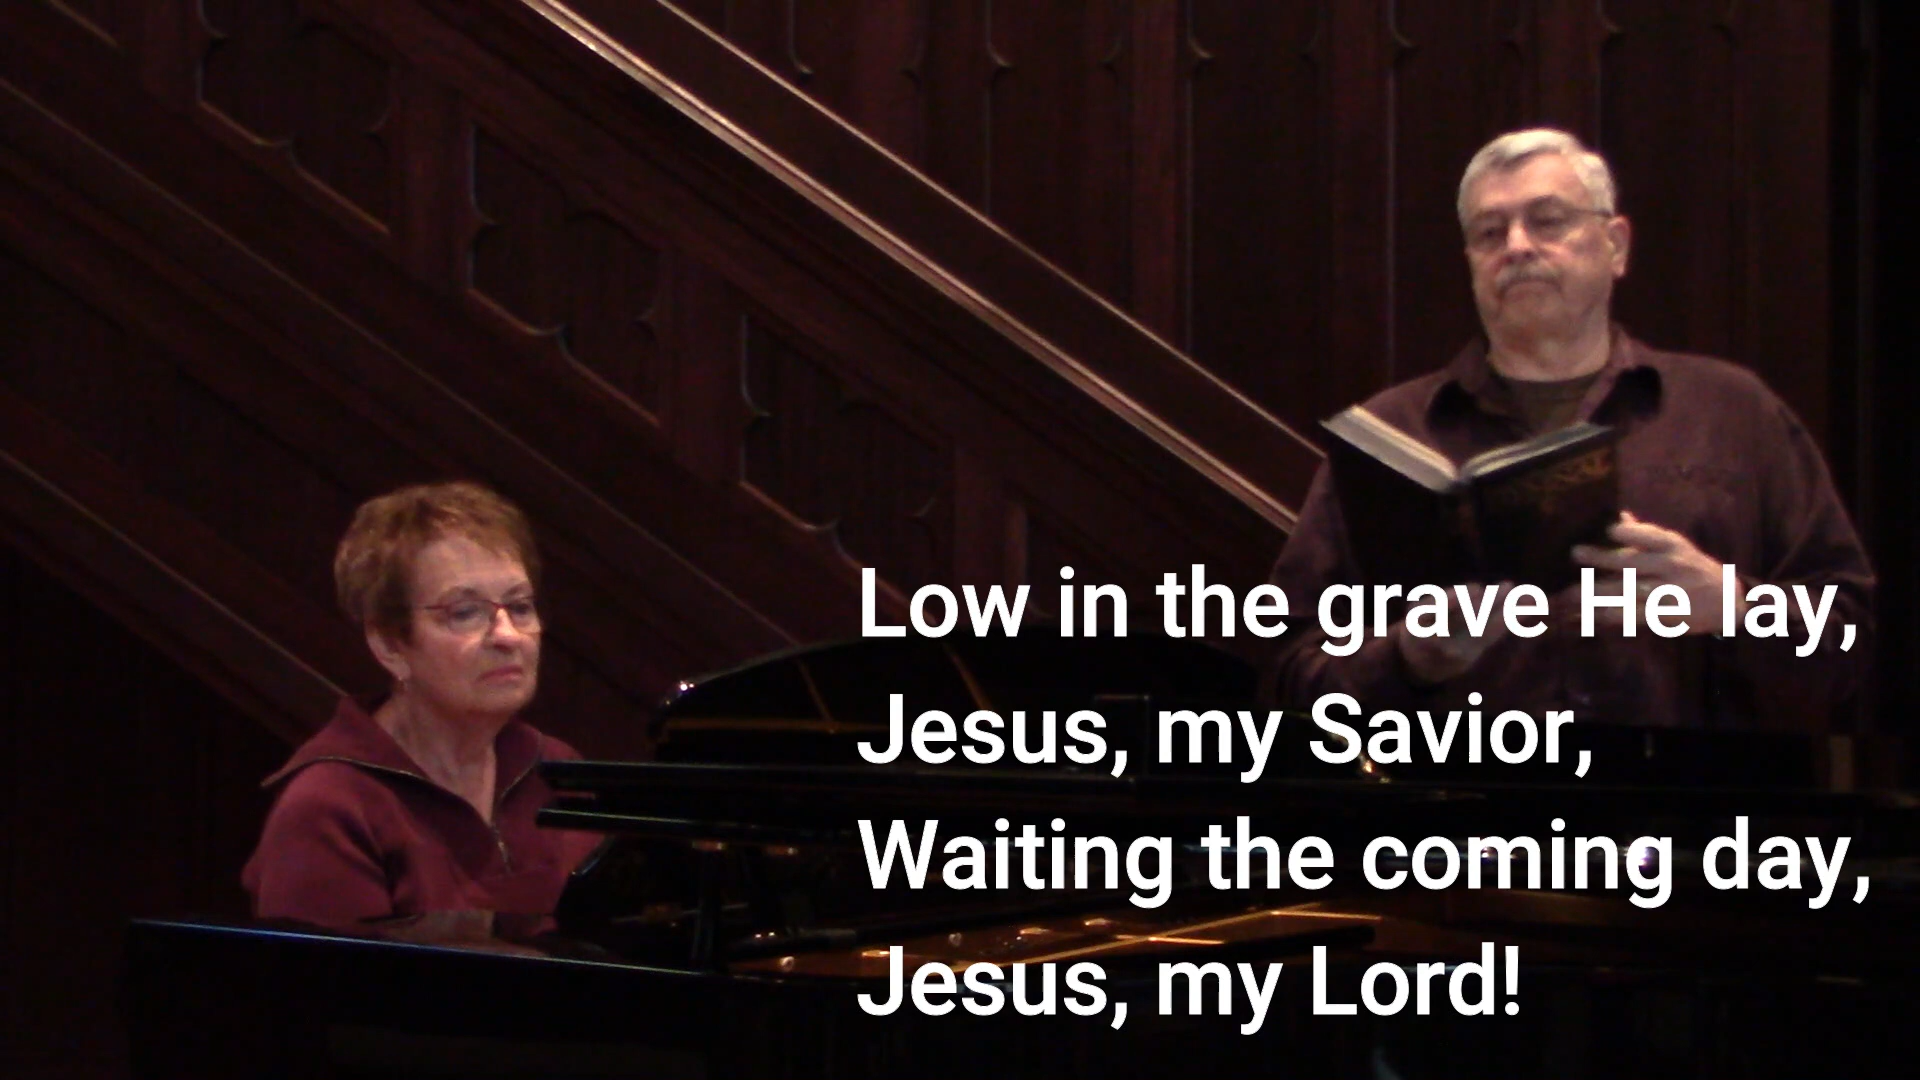 Low in the grave He lay,
Jesus, my Savior,
Waiting the coming day,
Jesus, my Lord!